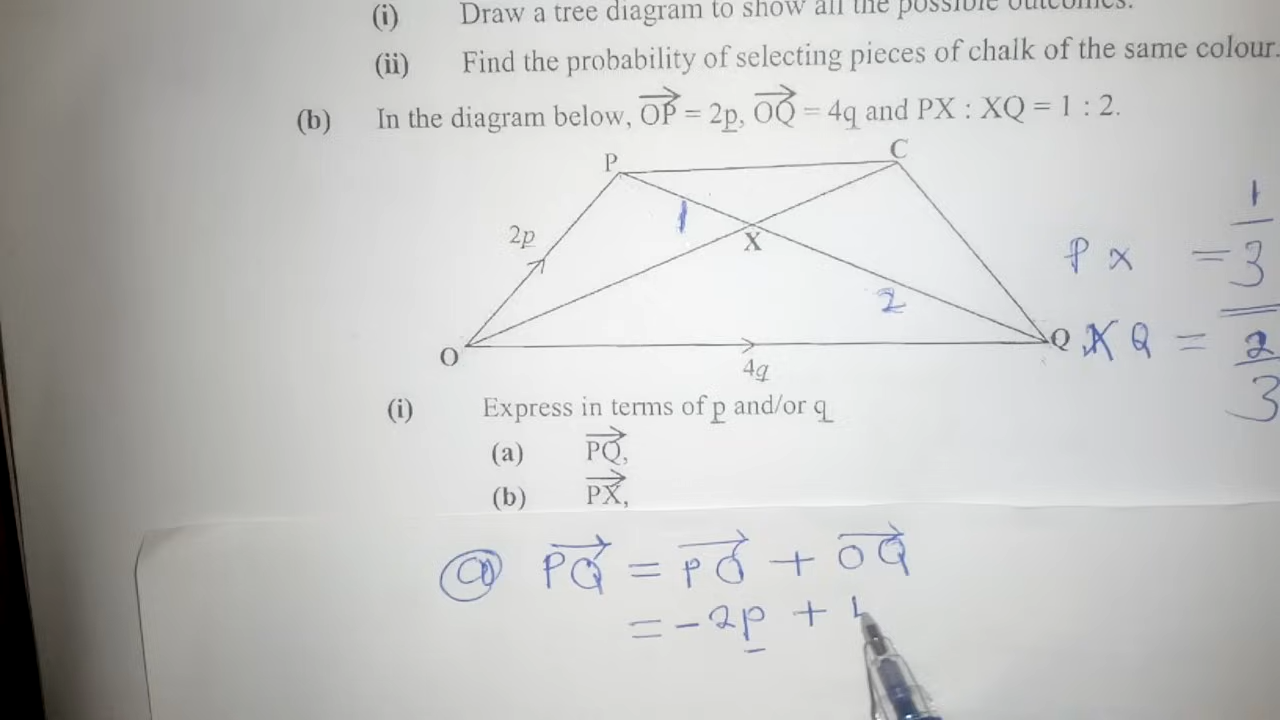 (i) Draw a tree diagram to show all the possible outcomes.
(ii) Find the probability of selecting pieces of chalk of the same colour.
(b) In the diagram below, OP = 2p, OQ = 4q and PX : XQ = 1 : 2.
P C
2p 1 X 2
O 4q Q
PX = 1/3
XQ = 2/3
(i) Express in terms of p and/or q
(a) PQ,
(b) PX,
(a) PQ = PO + OQ
= -2p +